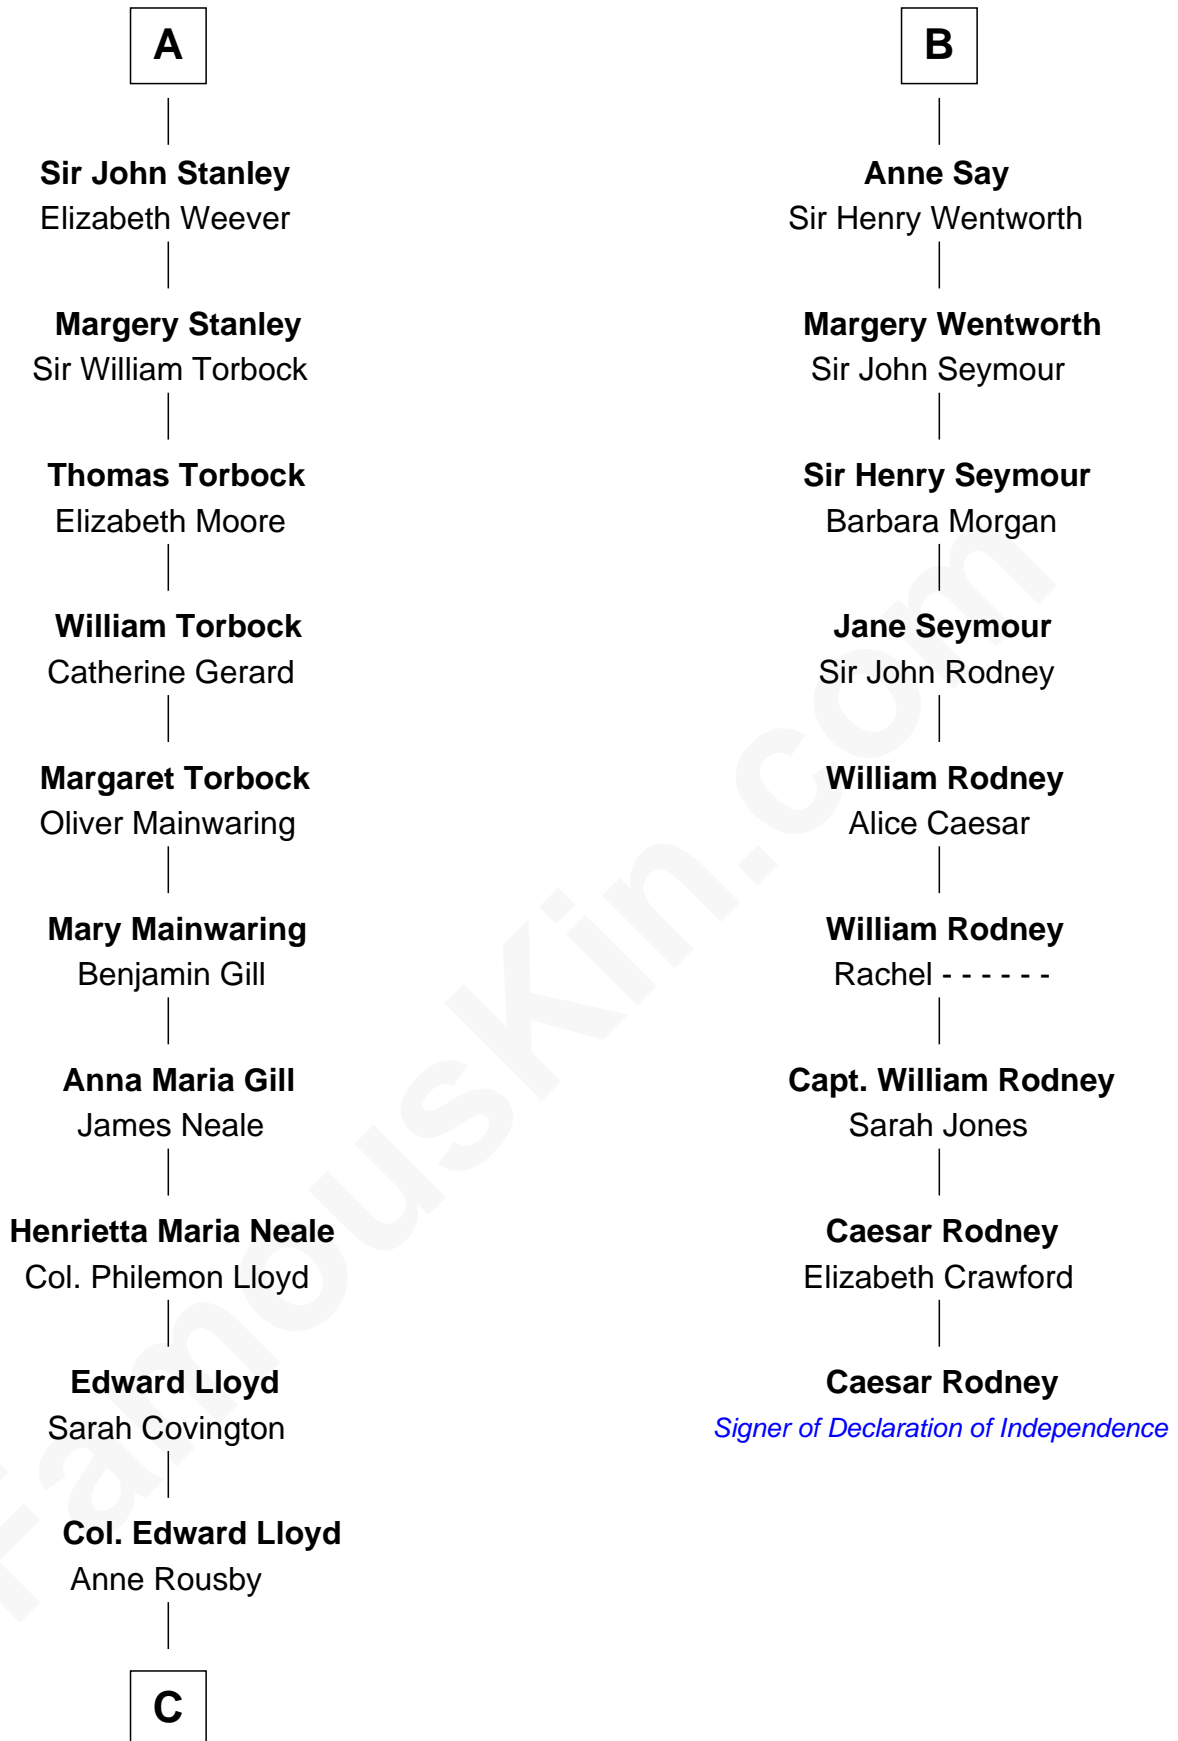 A
Sir John Stanley
Elizabeth Weever
Margery Stanley
Sir William Torbock
Thomas Torbock
Elizabeth Moore
William Torbock
Catherine Gerard
Margaret Torbock
Oliver Mainwaring
Mary Mainwaring
Benjamin Gill
Anna Maria Gill
James Neale
Henrietta Maria Neale
Col. Philemon Lloyd
Edward Lloyd
Sarah Covington
Col. Edward Lloyd
Anne Rousby
C
B
Anne Say
Sir Henry Wentworth
Margery Wentworth
Sir John Seymour
Sir Henry Seymour
Barbara Morgan
Jane Seymour
Sir John Rodney
William Rodney
Alice Caesar
William Rodney
Rachel - - - - - -
Capt. William Rodney
Sarah Jones
Caesar Rodney
Elizabeth Crawford
Caesar Rodney
Signer of Declaration of Independence
FamousKin.com